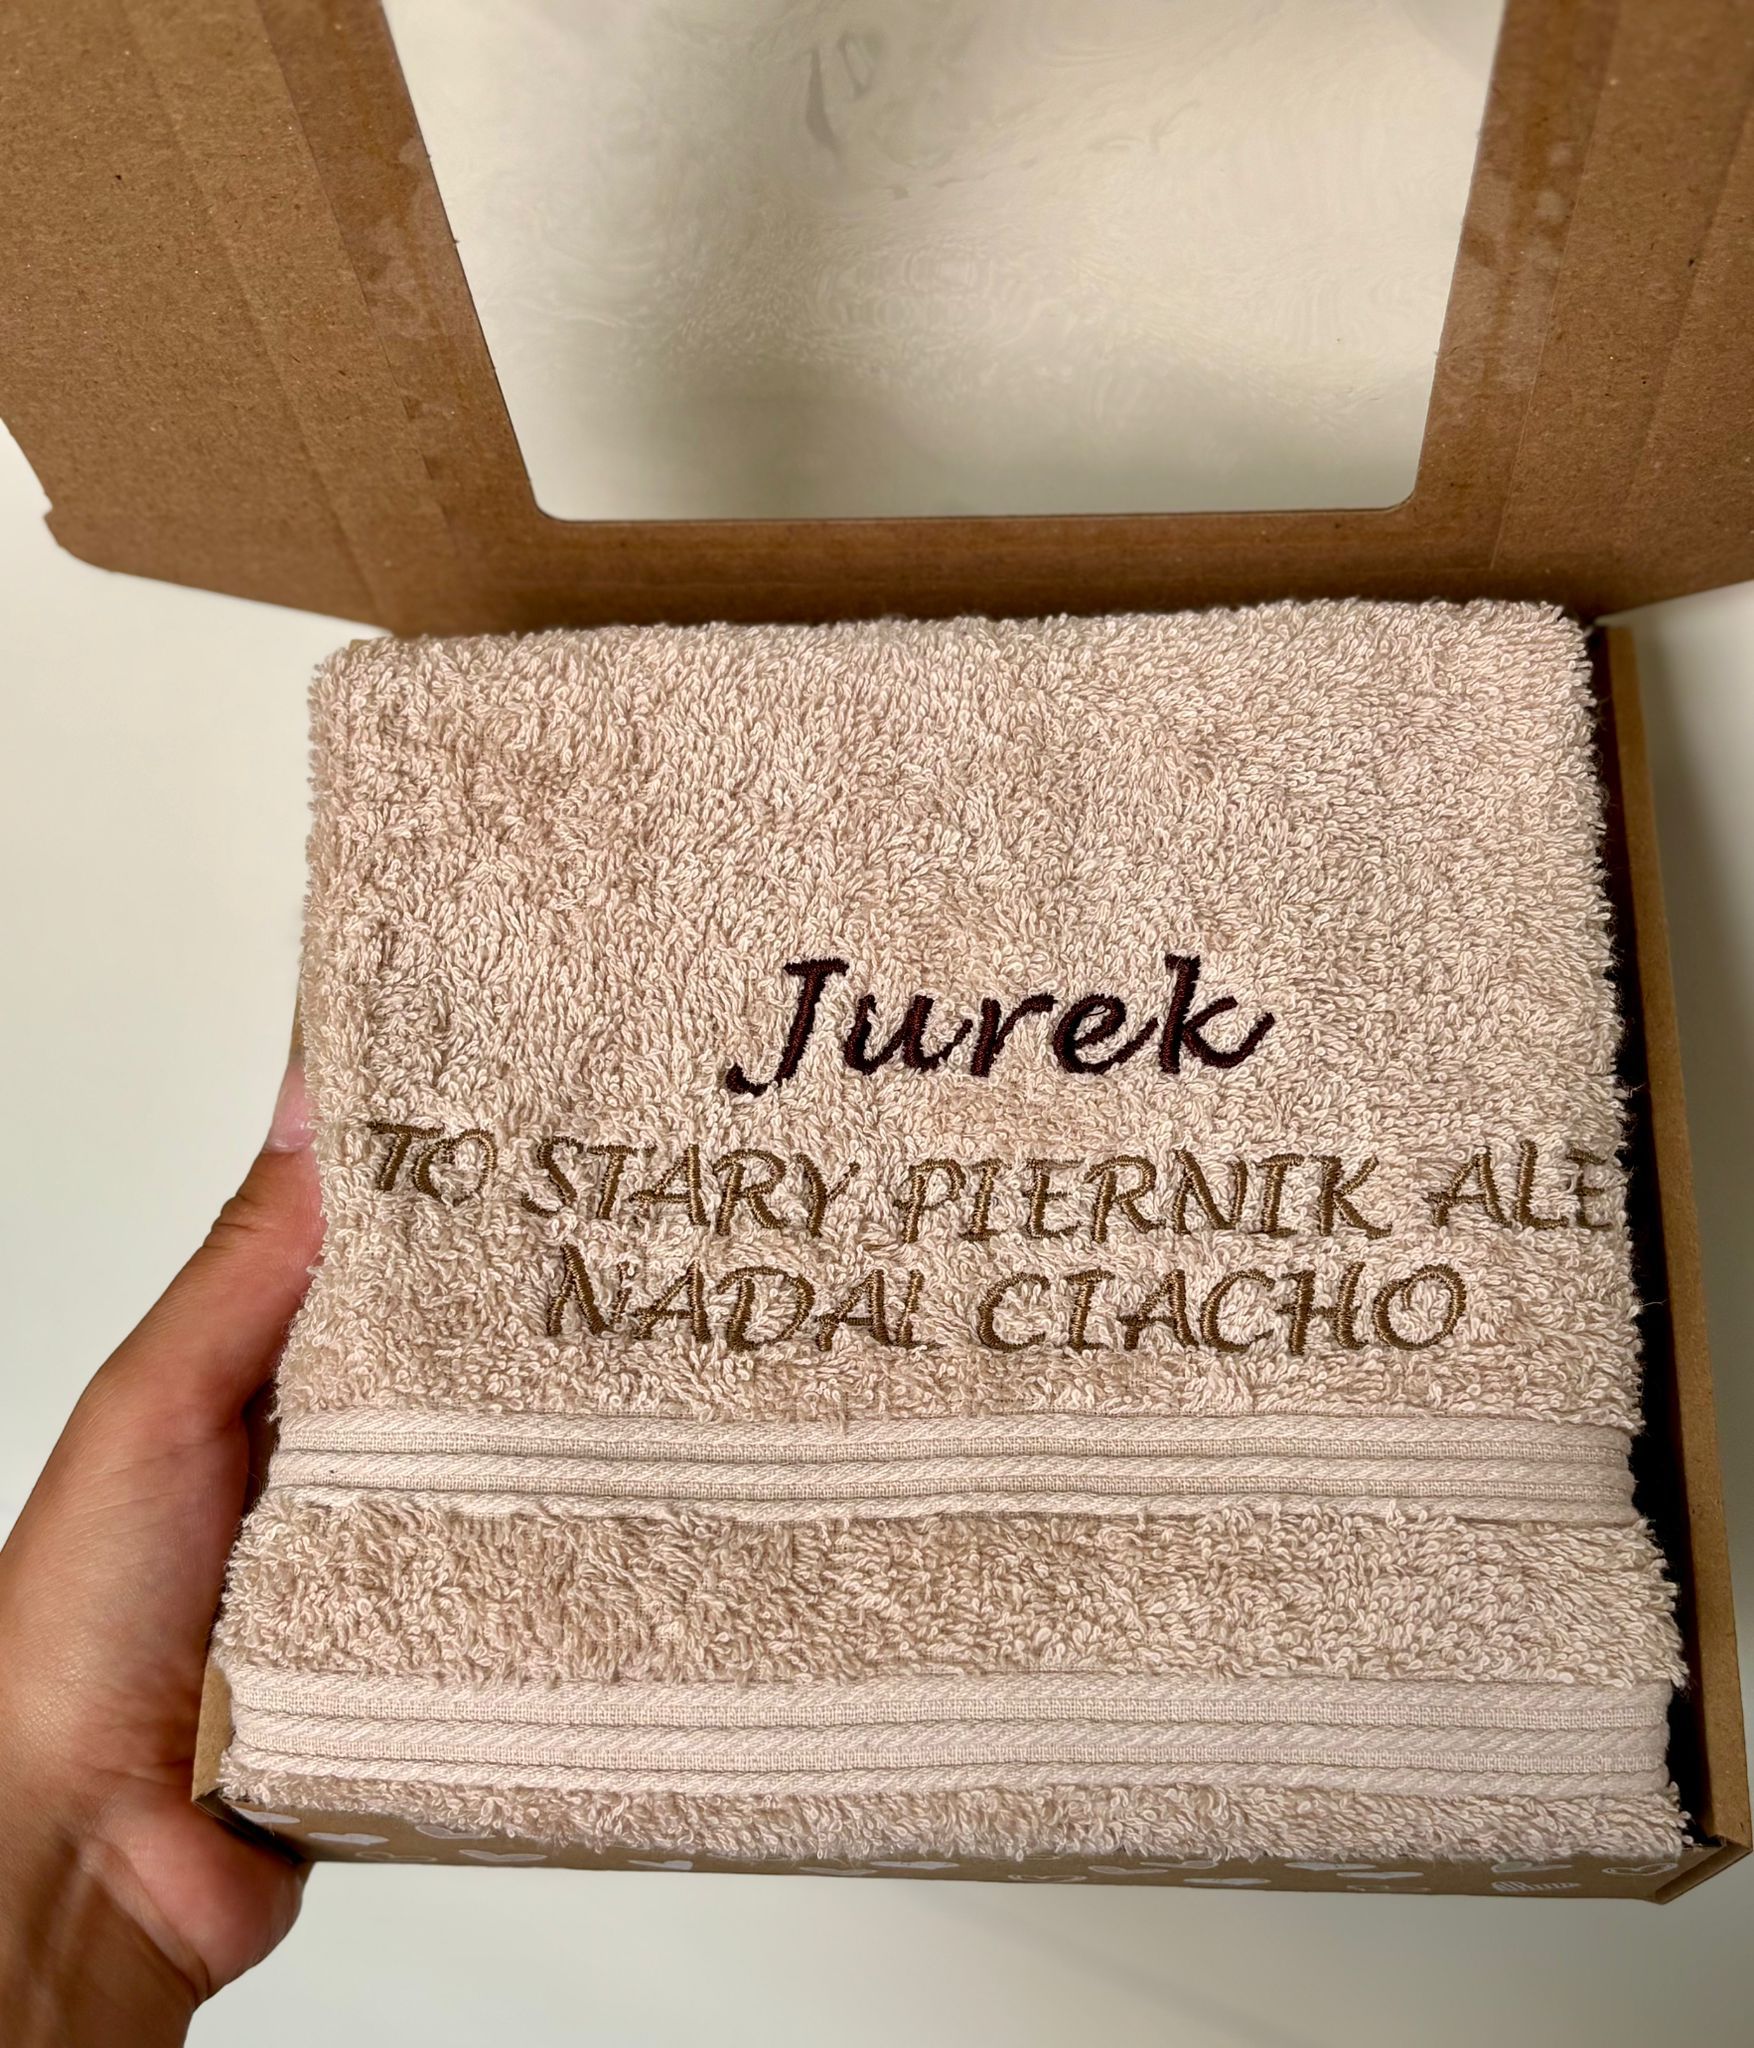 Jurek
TO STARY PIERNIK ALE
NADAL CIACHO